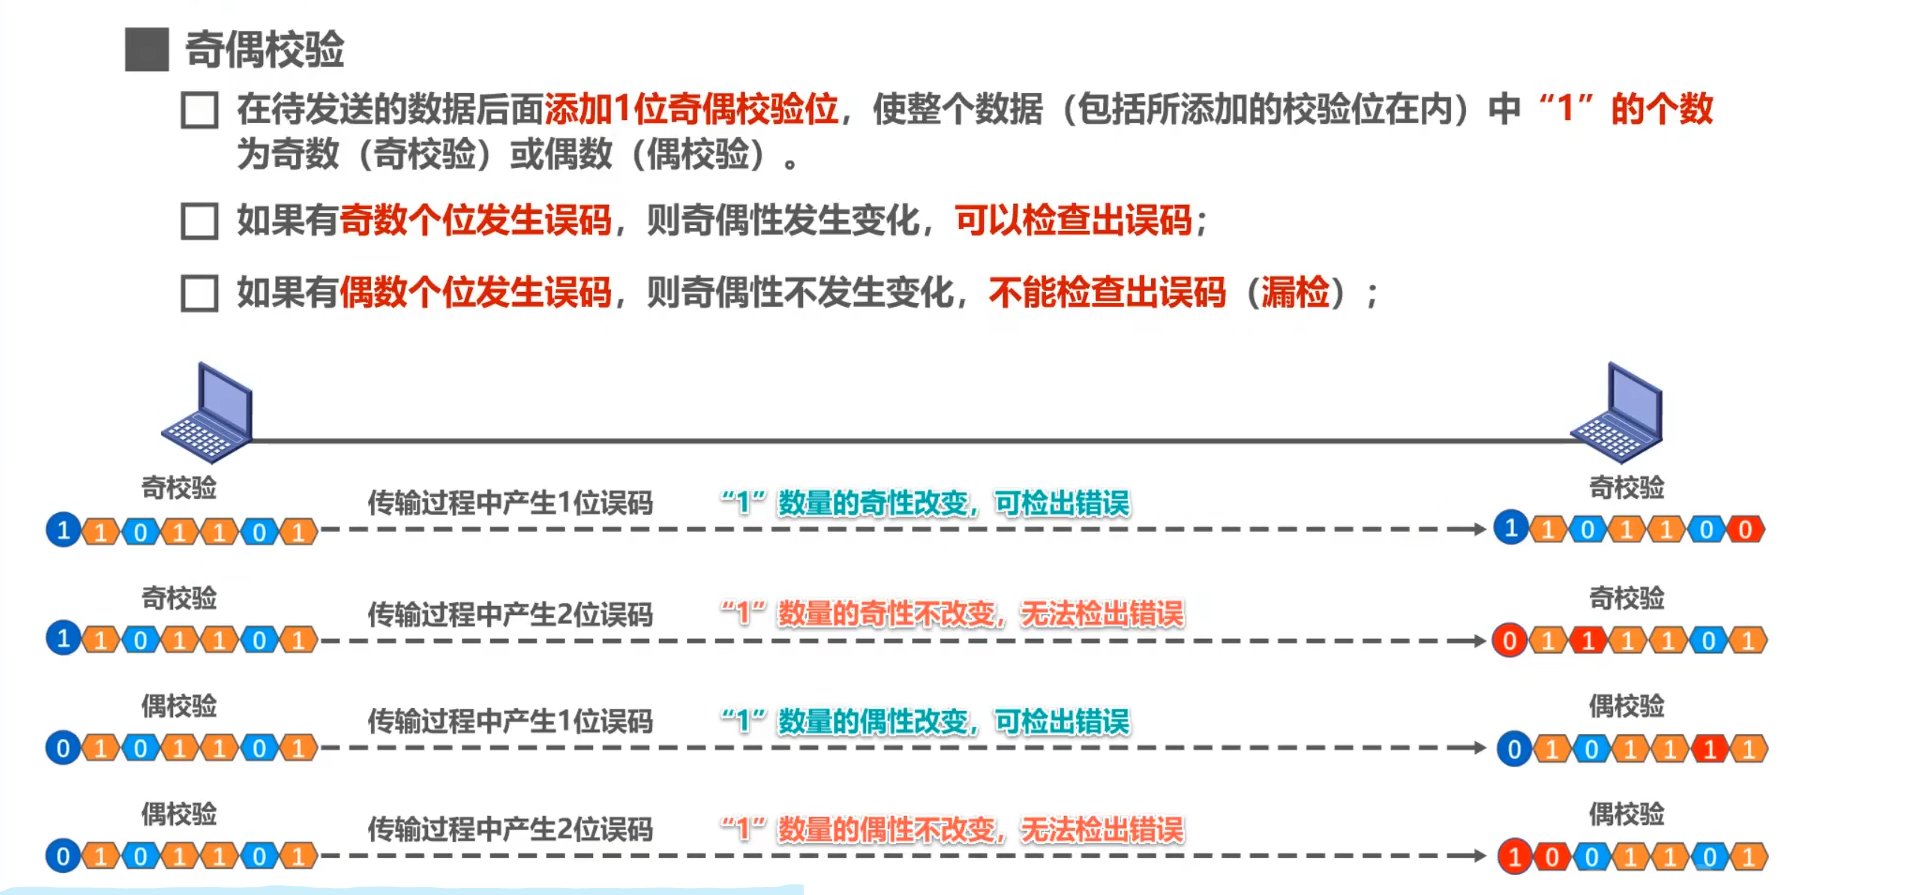 奇偶校验
在待发送的数据后面添加1位奇偶校验位，使整个数据（包括所添加的校验位在内）中“1”的个数
为奇数（奇校验）或偶数（偶校验）。
如果有奇数个位发生误码，则奇偶性发生变化，可以检查出误码；
如果有偶数个位发生误码，则奇偶性不发生变化，不能检查出误码（漏检）；
奇校验 奇校验
传输过程中产生1位误码 “1”数量的奇性改变，可检出错误
1 1 0 1 1 0 1 1 1 0 1 1 0 0
奇校验 奇校验
传输过程中产生2位误码 “1”数量的奇性不改变，无法检出错误
1 1 0 1 1 0 1 0 1 1 1 1 0 1
偶校验 偶校验
传输过程中产生1位误码 “1”数量的偶性改变，可检出错误
0 1 0 1 1 0 1 0 1 0 1 1 1 1
偶校验 偶校验
传输过程中产生2位误码 “1”数量的偶性不改变，无法检出错误
0 1 0 1 1 0 1 1 0 0 1 1 0 1